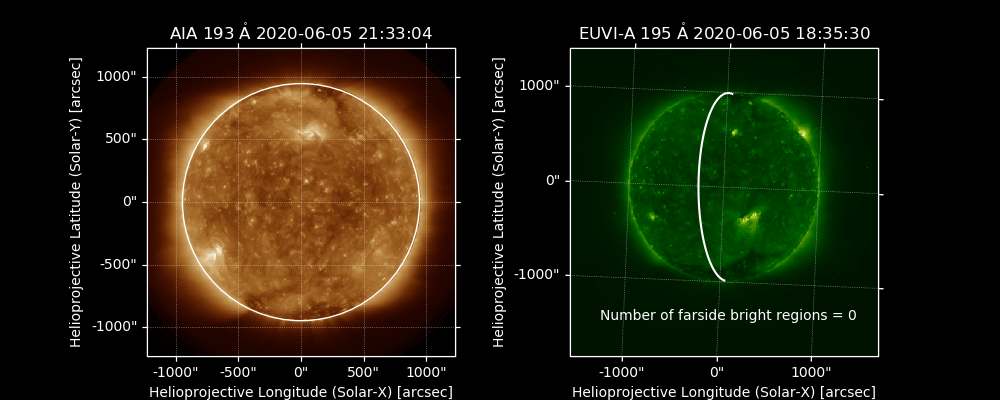 AIA 193 Å 2020-06-05 21:33:04
Helioprojective Latitude (Solar-Y) [arcsec]
1000"
500"
0"
-500"
-1000"
-1000" -500" 0" 500" 1000"
Helioprojective Longitude (Solar-X) [arcsec]
EUVI-A 195 Å 2020-06-05 18:35:30
Helioprojective Latitude (Solar-Y) [arcsec]
1000"
0"
-1000"
Number of farside bright regions = 0
-1000" 0" 1000"
Helioprojective Longitude (Solar-X) [arcsec]